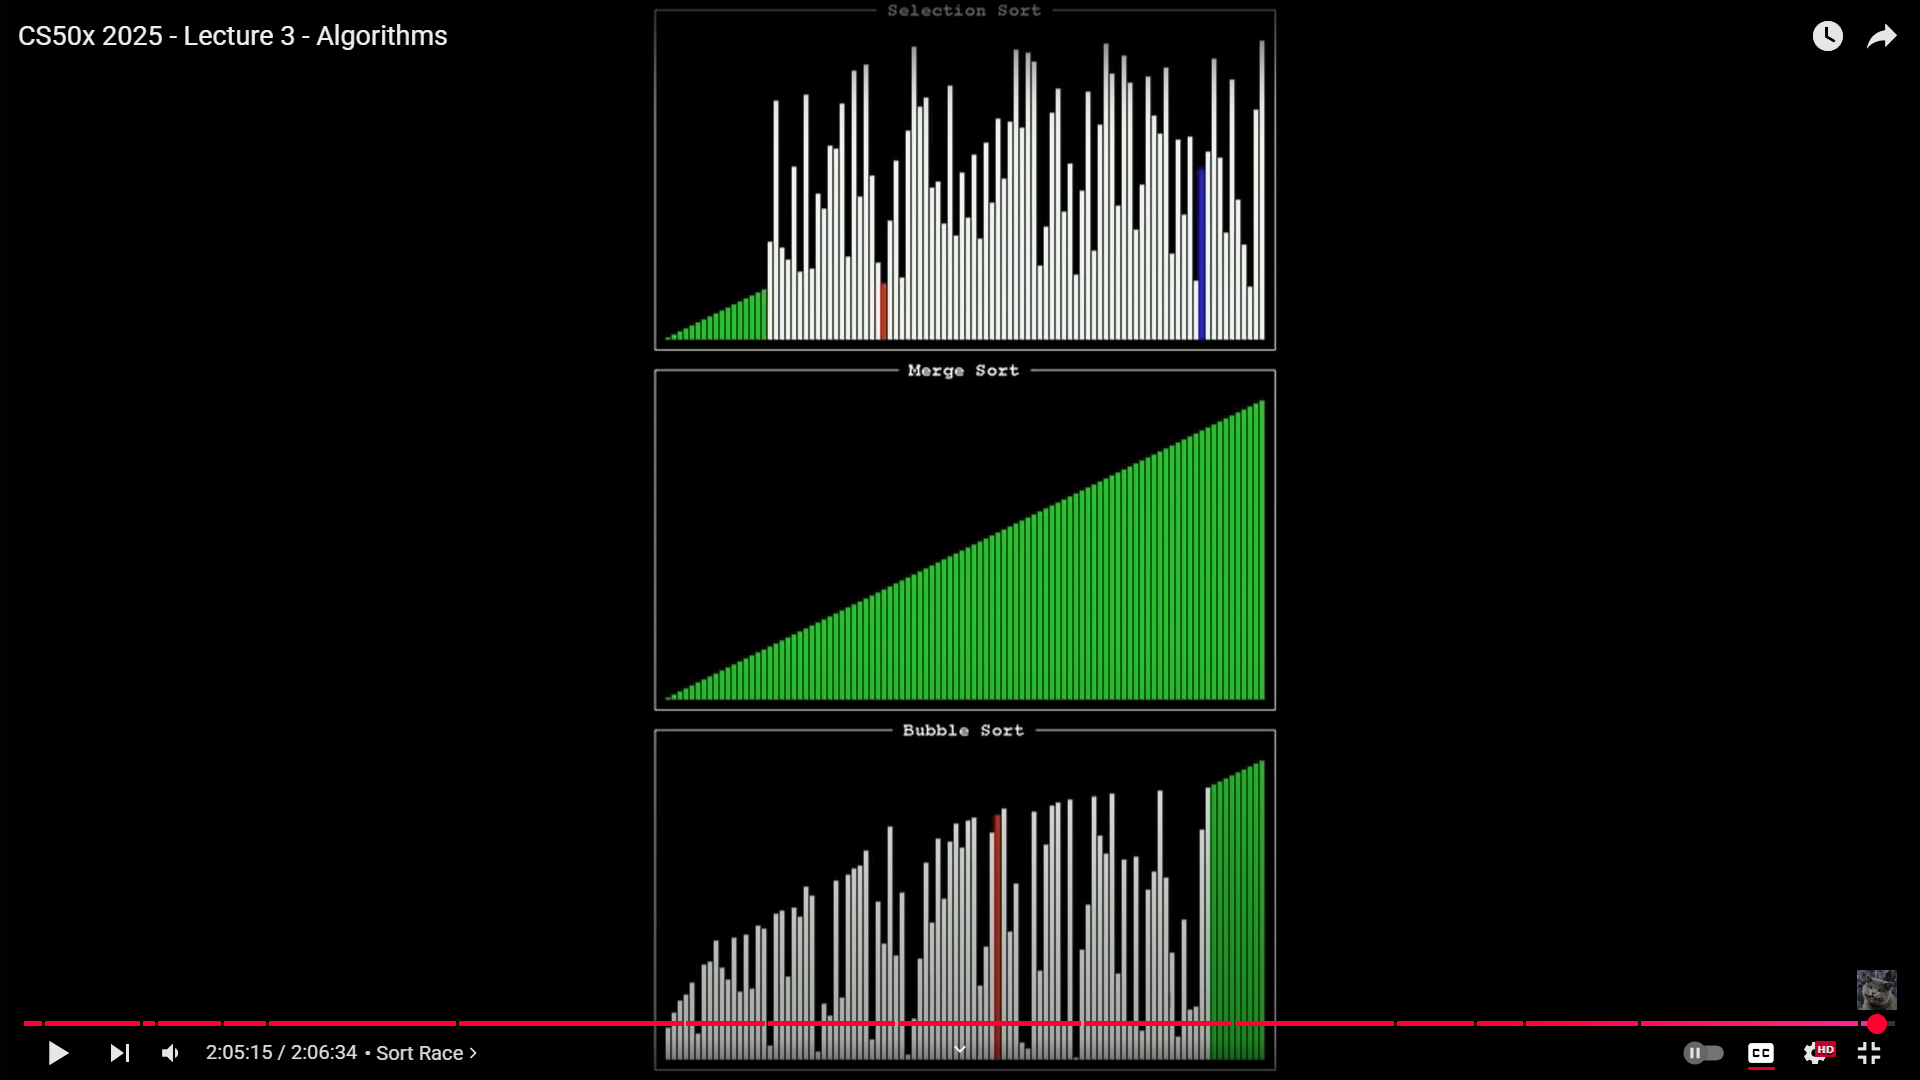 Selection Sort
CS50x 2025 - Lecture 3 - Algorithms
Merge Sort
Bubble Sort
2:05:15 / 2:06:34 • Sort Race
CC
HD